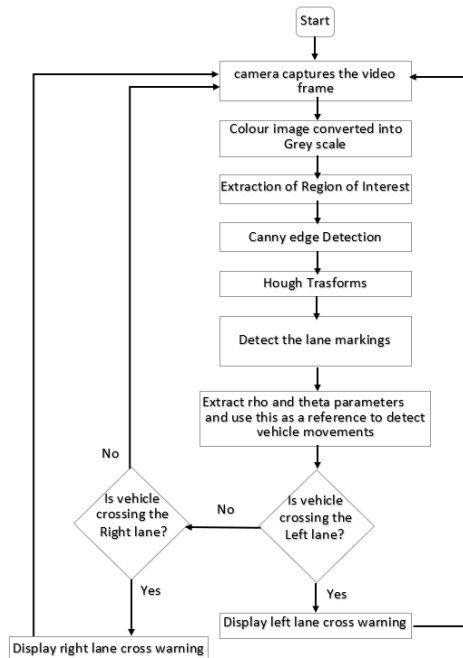 Start
camera captures the video
frame
Colour image converted into
Grey scale
Extraction of Region of Interest
Canny edge Detection
Hough Trasforms
Detect the lane markings
Extract rho and theta parameters
and use this as a reference to detect
vehicle movements
No
Is vehicle
crossing the
Right lane?
No
Is vehicle
crossing the
Left lane?
Yes
Yes
Display left lane cross warning
Display right lane cross warning